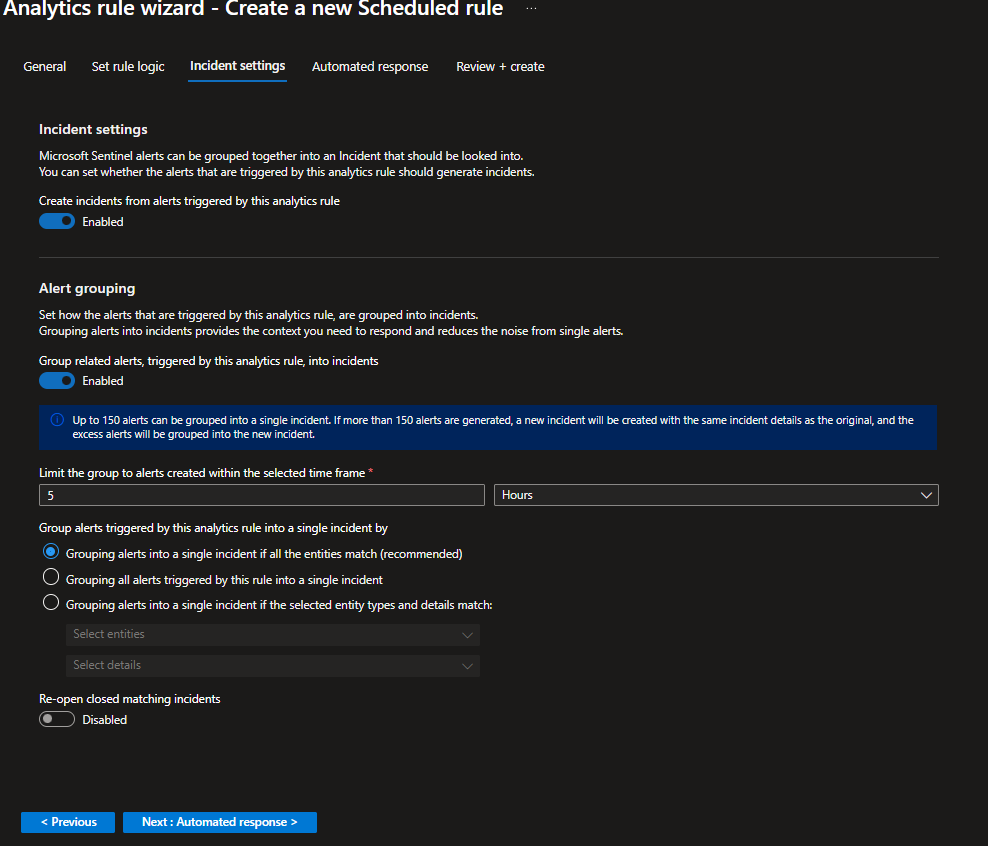 Analytics rule wizard - Create a new Scheduled rule ...
General Set rule logic Incident settings Automated response Review + create
Incident settings
Microsoft Sentinel alerts can be grouped together into an Incident that should be looked into.
You can set whether the alerts that are triggered by this analytics rule should generate incidents.
Create incidents from alerts triggered by this analytics rule
Enabled
Alert grouping
Set how the alerts that are triggered by this analytics rule, are grouped into incidents.
Grouping alerts into incidents provides the context you need to respond and reduces the noise from single alerts.
Group related alerts, triggered by this analytics rule, into incidents
Enabled
Up to 150 alerts can be grouped into a single incident. If more than 150 alerts are generated, a new incident will be created with the same incident details as the original, and the
excess alerts will be grouped into the new incident.
Limit the group to alerts created within the selected time frame *
5 Hours
Group alerts triggered by this analytics rule into a single incident by
Grouping alerts into a single incident if all the entities match (recommended)
Grouping all alerts triggered by this rule into a single incident
Grouping alerts into a single incident if the selected entity types and details match:
Select entities
Select details
Re-open closed matching incidents
Disabled
< Previous Next : Automated response >